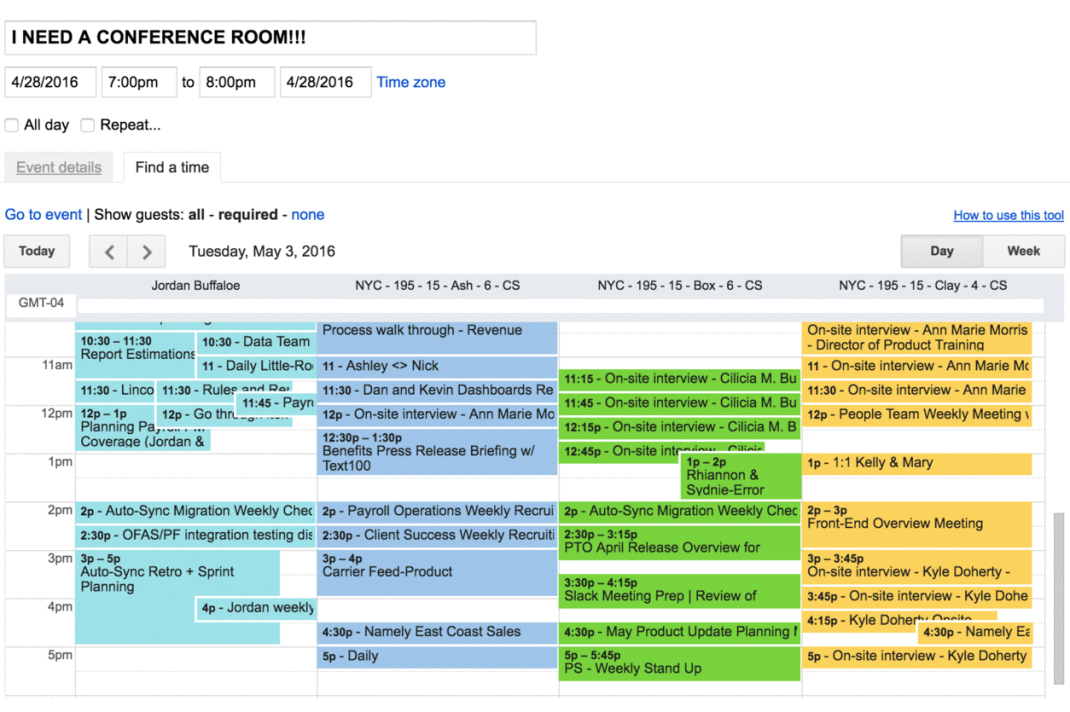 I NEED A CONFERENCE ROOM!!!
4/28/2016 7:00pm to 8:00pm 4/28/2016 Time zone
All day Repeat...
Event details Find a time
Go to event | Show guests: all - required - none How to use this tool
Today Tuesday, May 3, 2016 Day Week
Jordan Buffaloe NYC - 195 - 15 - Ash - 6 - CS NYC - 195 - 15 - Box - 6 - CS NYC - 195 - 15 - Clay - 4 - CS
GMT-04
11am
12pm
1pm
2pm
3pm
4pm
5pm
10:30 – 11:30
Report Estimations
10:30 - Data Team
11 - Daily Little-Ro
11:30 - Linco
11:30 - Rules and Re
11:45 - Payr
12p – 1p
Planning Payroll PM
Coverage (Jordan &
12p - Go through
2p - Auto-Sync Migration Weekly Chec
2:30p - OFAS/PF integration testing dis
3p – 5p
Auto-Sync Retro + Sprint
Planning
4p - Jordan weekly
Process walk through - Revenue
11 - Ashley <> Nick
11:30 - Dan and Kevin Dashboards Re
12p - On-site interview - Ann Marie Mo
12:30p – 1:30p
Benefits Press Release Briefing w/
Text100
2p - Payroll Operations Weekly Recrui
2:30p - Client Success Weekly Recruiti
3p – 4p
Carrier Feed-Product
4:30p - Namely East Coast Sales
5p - Daily
11:15 - On-site interview - Cilicia M. Bu
11:45 - On-site interview - Cilicia M. Bu
12:15p - On-site interview - Cilicia M. B
12:45p - On-site interview - Cilici
1p – 2p
Rhiannon &
Sydnie-Error
2p - Auto-Sync Migration Weekly Chec
2:30p – 3:15p
PTO April Release Overview for
3:30p – 4:15p
Slack Meeting Prep | Review of
4:30p - May Product Update Planning M
5p – 5:45p
PS - Weekly Stand Up
On-site interview - Ann Marie Morris
- Director of Product Training
11 - On-site interview - Ann Marie Mo
11:30 - On-site interview - Ann Marie
12p - People Team Weekly Meeting w
1p - 1:1 Kelly & Mary
2p – 3p
Front-End Overview Meeting
3p – 3:45p
On-site interview - Kyle Doherty -
3:45p - On-site interview - Kyle Dohe
4:15p - Kyle Doherty Onsite
4:30p - Namely Ea
5p - On-site interview - Kyle Doherty